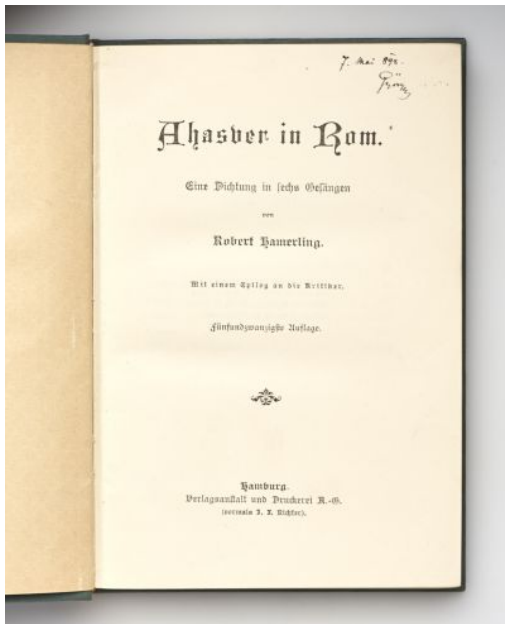 7. Mai 892.
Ahasver in Rom.
Eine Dichtung in sechs Gesängen
von
Robert Hamerling.
Mit einem Epilog an die Kritiker.
Fünfundzwanzigste Auflage.
Hamburg.
Verlagsanstalt und Druckerei A.-G.
(vormals J. F. Richter).